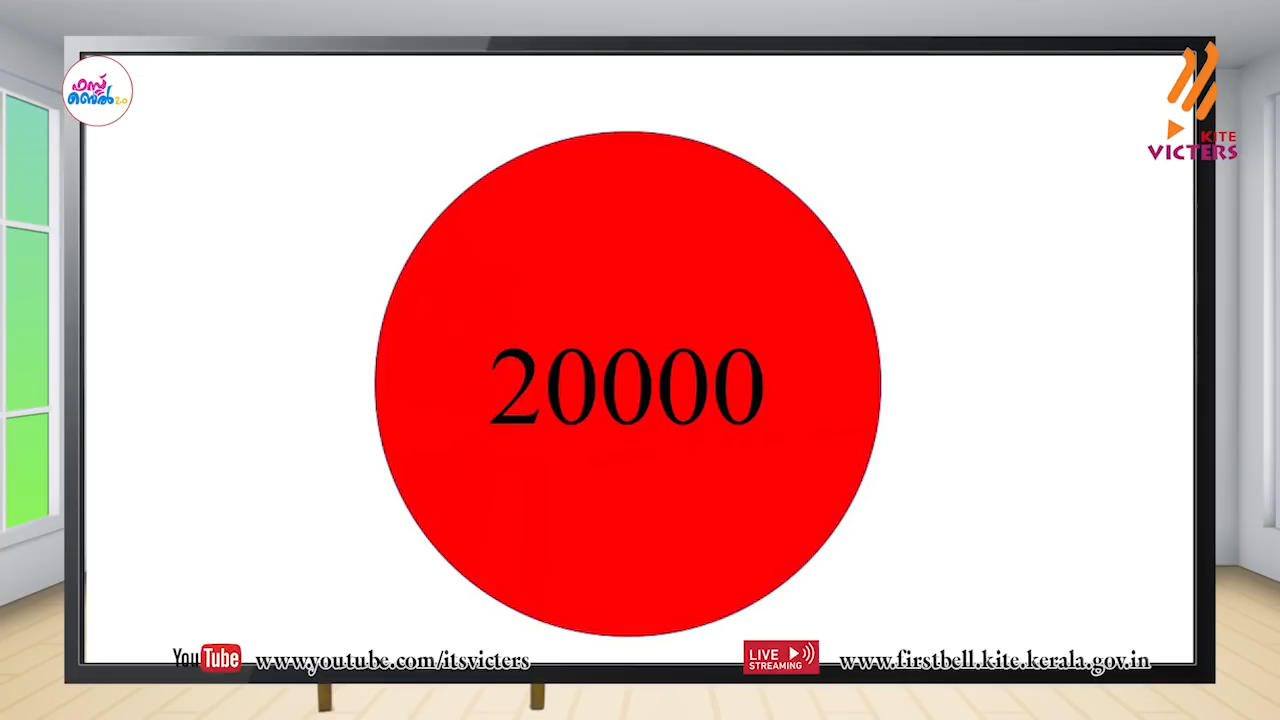 ഫസ്റ്റ്
ബെൽ 2.0
KITE
VICTERS
20000
YouTube www.youtube.com/itsvicters
LIVE STREAMING www.firstbell.kite.kerala.gov.in